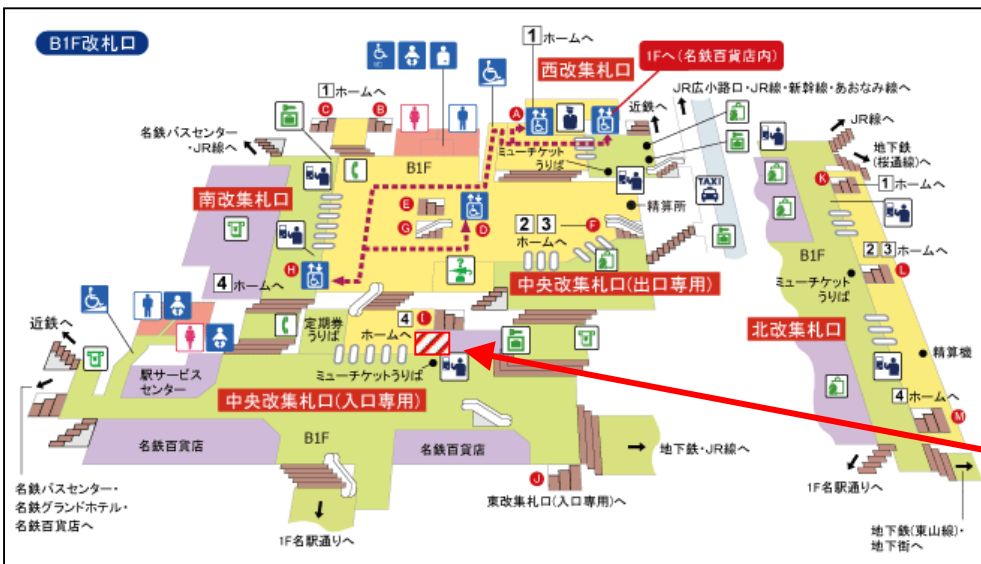 B1F改札口
1 ホームへ
西改集札口
1Fへ(名鉄百貨店内)
JR広小路口・JR線・新幹線・あおなみ線へ
近鉄へ
1 ホームへ
C
B
A
名鉄バスセンター
・JR線へ
B1F
ミューチケット
うりば
TAXI
JR線へ
地下鉄
(桜通線)へ
K
1 ホームへ
南改集札口
E
G
D
精算所
2 3
ホームへ
F
B1F
2 3 ホームへ
L
H
4 ホームへ
中央改集札口(出口専用)
ミューチケット
うりば
近鉄へ
定期券
うりば
4 I
ホームへ
北改集札口
駅サービス
センター
ミューチケットうりば
精算機
中央改集札口(入口専用)
4 ホームへ
M
名鉄百貨店
B1F
名鉄百貨店
地下鉄・JR線へ
名鉄バスセンター・
名鉄グランドホテル・
名鉄百貨店へ
J
東改集札口(入口専用)へ
1F名駅通りへ
1F名駅通りへ
地下鉄(東山線)・
地下街へ